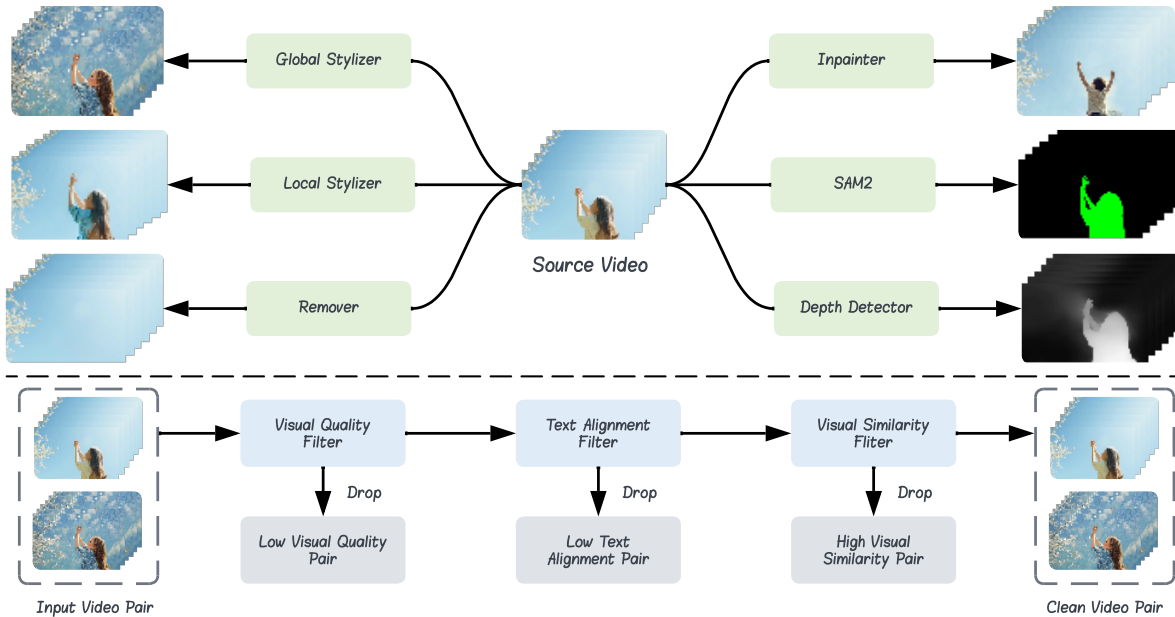 Global Stylizer
Inpainter
Local Stylizer
SAM2
Source Video
Remover
Depth Detector
Visual Quality
Filter
Text Alignment
Filter
Visual Similarity
Fliter
Drop
Drop
Drop
Low Visual Quality
Pair
Low Text
Alignment Pair
High Visual
Similarity Pair
Input Video Pair
Clean Video Pair